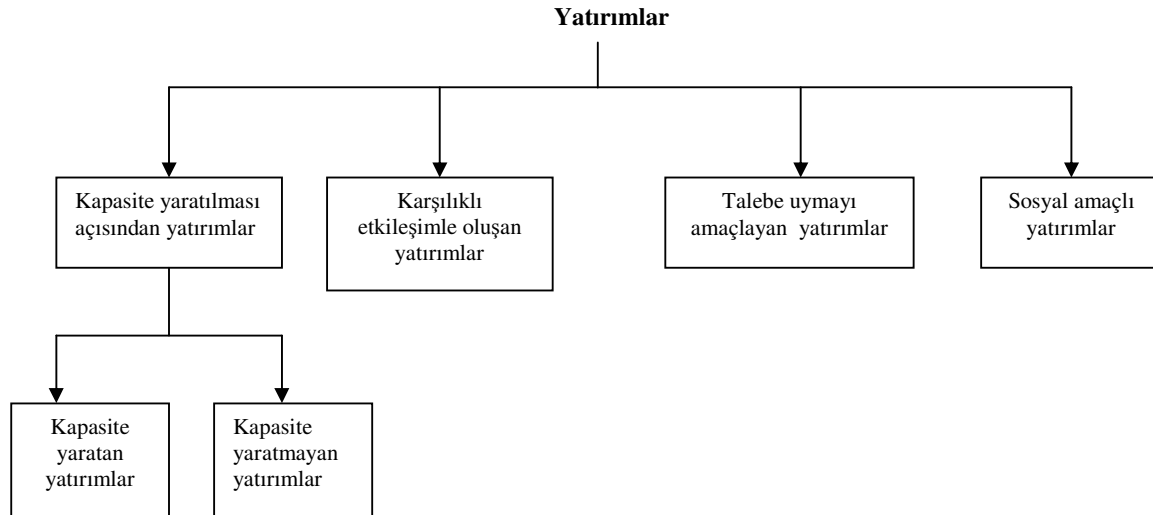 Yatırımlar
Kapasite yaratılması
açısından yatırımlar
Karşılıklı
etkileşimle oluşan
yatırımlar
Talebe uymayı
amaçlayan yatırımlar
Sosyal amaçlı
yatırımlar
Kapasite
yaratan
yatırımlar
Kapasite
yaratmayan
yatırımlar